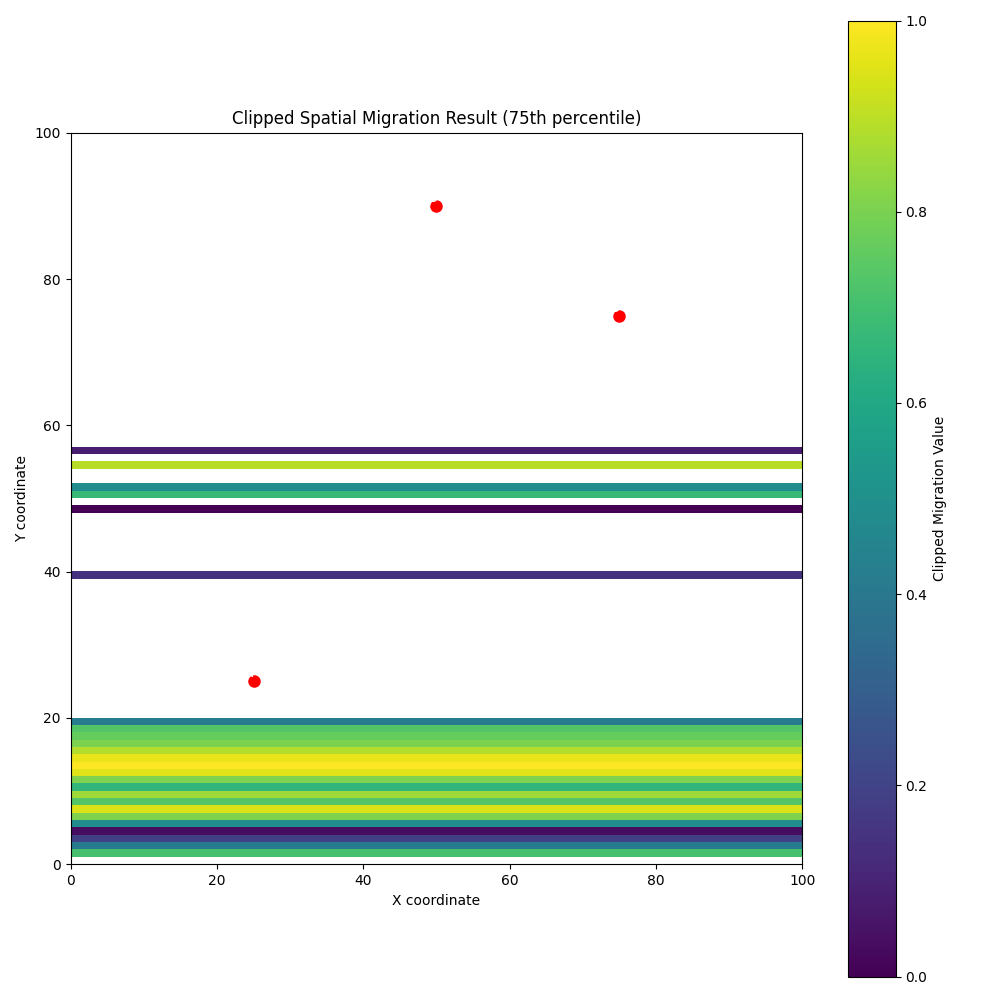 Clipped Spatial Migration Result (75th percentile)
100
80
60
40
20
0
Y coordinate
0 20 40 60 80 100
X coordinate
1.0
0.8
0.6
0.4
0.2
0.0
Clipped Migration Value